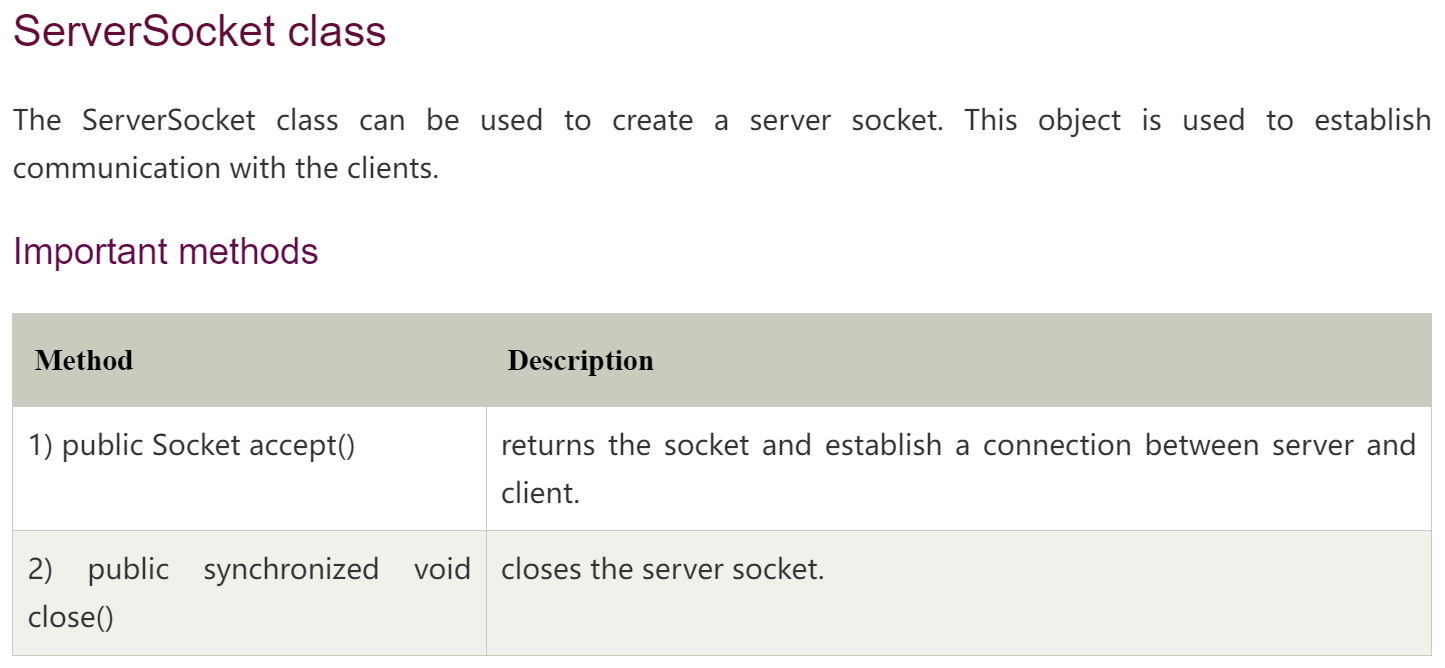 ServerSocket class
The ServerSocket class can be used to create a server socket. This object is used to establish
communication with the clients.
Important methods
Method Description
1) public Socket accept() returns the socket and establish a connection between server and
client.
2) public synchronized void closes the server socket.
close()